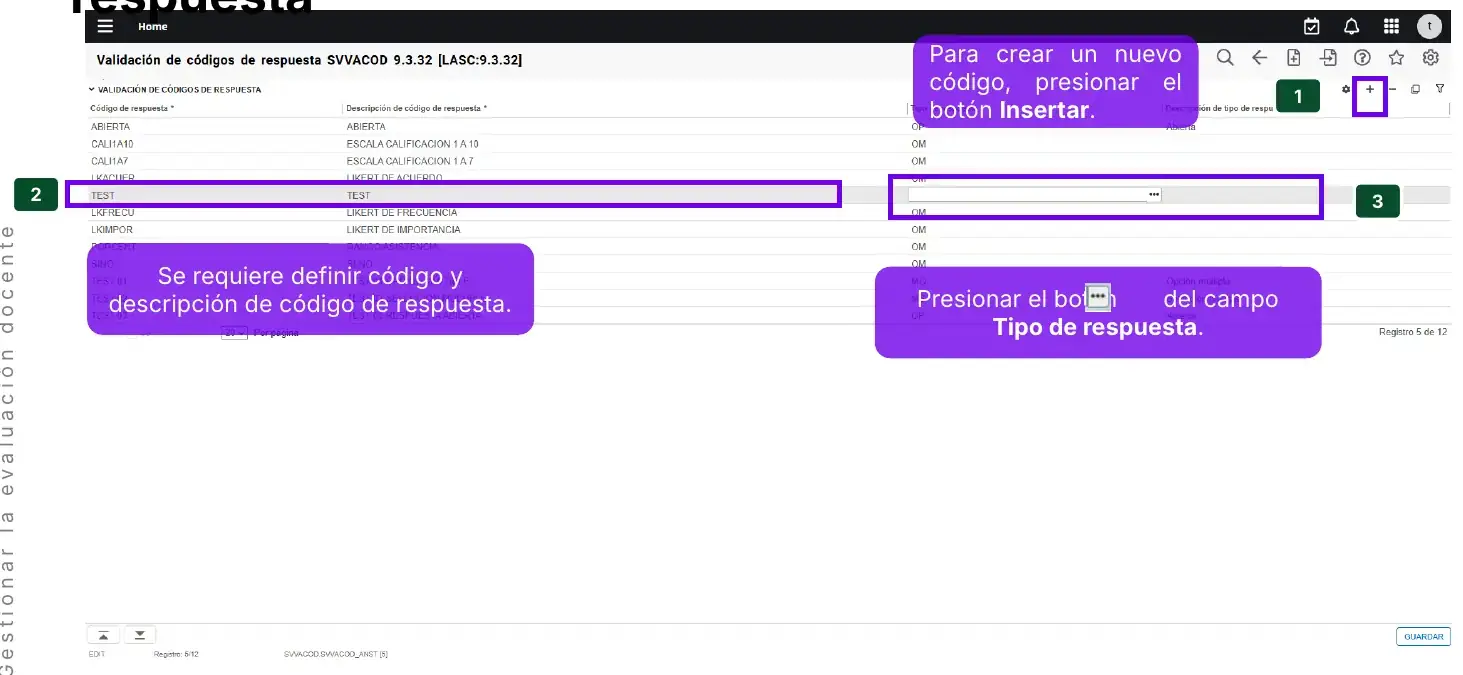 respuesta
Home
t
Validación de códigos de respuesta SVVACOD 9.3.32 [LASC:9.3.32]
Para crear un nuevo
código, presionar el
botón Insertar.
1
VALIDACIÓN DE CÓDIGOS DE RESPUESTA
Código de respuesta * Descripción de código de respuesta * de tipo de respu
ABIERTA ABIERTA OP Abierta
CALI1A10 ESCALA CALIFICACION 1 A 10 OM
CALI1A7 ESCALA CALIFICACION 1 A 7 OM
LKACUER LIKERT DE ACUERDO OM
2
TEST TEST
3
LKFRECU LIKERT DE FRECUENCIA OM
LKIMPOR LIKERT DE IMPORTANCIA OM
OM
OM
Se requiere definir código y
descripción de código de respuesta.
Presionar el botón del campo
Tipo de respuesta.
Por página
Registro 5 de 12
Gestionar la evaluación docente
GUARDAR
EDIT Registro: 5/12 SVVACOD.SVVACOD_ANST [5]